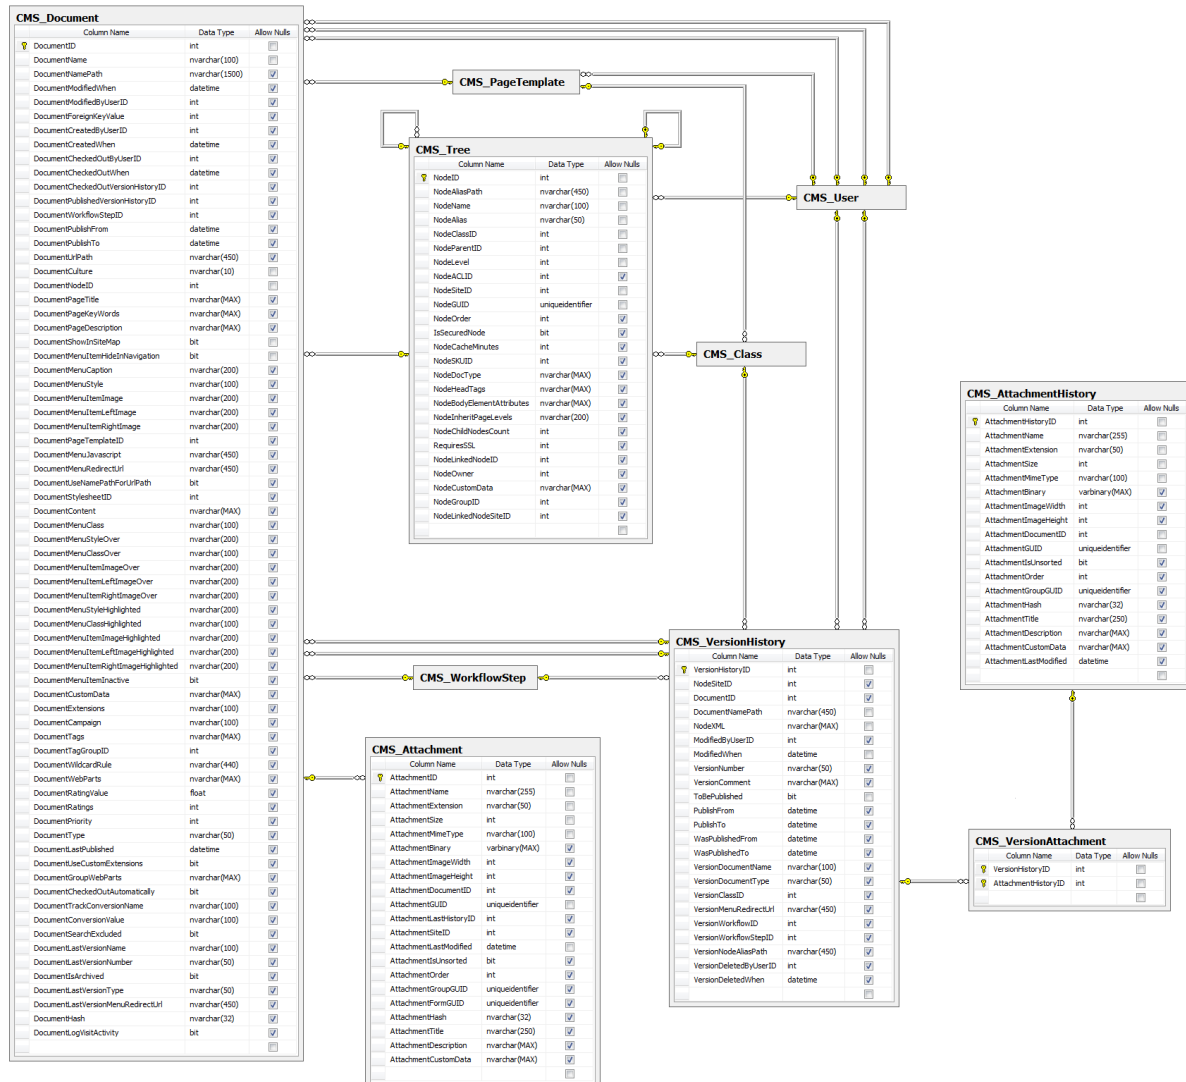 CMS_Document
Column Name Data Type Allow Nulls
DocumentID int
DocumentName nvarchar(100)
DocumentNamePath nvarchar(1500)
DocumentModifiedWhen datetime
DocumentModifiedByUserID int
DocumentForeignKeyValue int
DocumentCreatedByUserID int
DocumentCreatedWhen datetime
DocumentCheckedOutByUserID int
DocumentCheckedOutWhen datetime
DocumentCheckedOutVersionHistoryID int
DocumentPublishedVersionHistoryID int
DocumentWorkflowStepID int
DocumentPublishFrom datetime
DocumentPublishTo datetime
DocumentUrlPath nvarchar(450)
DocumentCulture nvarchar(10)
DocumentNodeID int
DocumentPageTitle nvarchar(MAX)
DocumentPageKeyWords nvarchar(MAX)
DocumentPageDescription nvarchar(MAX)
DocumentShowInSiteMap bit
DocumentMenuItemHideInNavigation bit
DocumentMenuCaption nvarchar(200)
DocumentMenuStyle nvarchar(100)
DocumentMenuItemImage nvarchar(200)
DocumentMenuItemLeftImage nvarchar(200)
DocumentMenuItemRightImage nvarchar(200)
DocumentPageTemplateID int
DocumentMenuJavascript nvarchar(450)
DocumentMenuRedirectUrl nvarchar(450)
DocumentUseNamePathForUrlPath bit
DocumentStylesheetID int
DocumentContent nvarchar(MAX)
DocumentMenuClass nvarchar(100)
DocumentMenuStyleOver nvarchar(200)
DocumentMenuClassOver nvarchar(100)
DocumentMenuItemImageOver nvarchar(200)
DocumentMenuItemLeftImageOver nvarchar(200)
DocumentMenuItemRightImageOver nvarchar(200)
DocumentMenuStyleHighlighted nvarchar(200)
DocumentMenuClassHighlighted nvarchar(100)
DocumentMenuItemImageHighlighted nvarchar(200)
DocumentMenuItemLeftImageHighlighted nvarchar(200)
DocumentMenuItemRightImageHighlighted nvarchar(200)
DocumentMenuItemInactive bit
DocumentCustomData nvarchar(MAX)
DocumentExtensions nvarchar(100)
DocumentCampaign nvarchar(100)
DocumentTags nvarchar(MAX)
DocumentTagGroupID int
DocumentWildcardRule nvarchar(440)
DocumentWebParts nvarchar(MAX)
DocumentRatingValue float
DocumentRatings int
DocumentPriority int
DocumentType nvarchar(50)
DocumentLastPublished datetime
DocumentUseCustomExtensions bit
DocumentGroupWebParts nvarchar(MAX)
DocumentCheckedOutAutomatically bit
DocumentTrackConversionName nvarchar(100)
DocumentConversionValue nvarchar(100)
DocumentSearchExcluded bit
DocumentLastVersionName nvarchar(100)
DocumentLastVersionNumber nvarchar(50)
DocumentIsArchived bit
DocumentLastVersionType nvarchar(50)
DocumentLastVersionMenuRedirectUrl nvarchar(450)
DocumentHash nvarchar(32)
DocumentLogVisitActivity bit
CMS_PageTemplate
CMS_Tree
Column Name Data Type Allow Nulls
NodeID int
NodeAliasPath nvarchar(450)
NodeName nvarchar(100)
NodeAlias nvarchar(50)
NodeClassID int
NodeParentID int
NodeLevel int
NodeACLID int
NodeSiteID int
NodeGUID uniqueidentifier
NodeOrder int
IsSecuredNode bit
NodeCacheMinutes int
NodeSKUID int
NodeDocType nvarchar(MAX)
NodeHeadTags nvarchar(MAX)
NodeBodyElementAttributes nvarchar(MAX)
NodeInheritPageLevels nvarchar(200)
NodeChildNodesCount int
RequiresSSL int
NodeLinkedNodeID int
NodeOwner int
NodeCustomData nvarchar(MAX)
NodeGroupID int
NodeLinkedNodeSiteID int
CMS_User
CMS_Class
CMS_WorkflowStep
CMS_Attachment
Column Name Data Type Allow Nulls
AttachmentID int
AttachmentName nvarchar(255)
AttachmentExtension nvarchar(50)
AttachmentSize int
AttachmentMimeType nvarchar(100)
AttachmentBinary varbinary(MAX)
AttachmentImageWidth int
AttachmentImageHeight int
AttachmentDocumentID int
AttachmentGUID uniqueidentifier
AttachmentLastHistoryID int
AttachmentSiteID int
AttachmentLastModified datetime
AttachmentIsUnsorted bit
AttachmentOrder int
AttachmentGroupGUID uniqueidentifier
AttachmentFormGUID uniqueidentifier
AttachmentHash nvarchar(32)
AttachmentTitle nvarchar(250)
AttachmentDescription nvarchar(MAX)
AttachmentCustomData nvarchar(MAX)
CMS_VersionHistory
Column Name Data Type Allow Nulls
VersionHistoryID int
NodeSiteID int
DocumentID int
DocumentNamePath nvarchar(450)
NodeXML nvarchar(MAX)
ModifiedByUserID int
ModifiedWhen datetime
VersionNumber nvarchar(50)
VersionComment nvarchar(MAX)
ToBePublished bit
PublishFrom datetime
PublishTo datetime
WasPublishedFrom datetime
WasPublishedTo datetime
VersionDocumentName nvarchar(100)
VersionDocumentType nvarchar(50)
VersionClassID int
VersionMenuRedirectUrl nvarchar(450)
VersionWorkflowID int
VersionWorkflowStepID int
VersionNodeAliasPath nvarchar(450)
VersionDeletedByUserID int
VersionDeletedWhen datetime
CMS_AttachmentHistory
Column Name Data Type Allow Nulls
AttachmentHistoryID int
AttachmentName nvarchar(255)
AttachmentExtension nvarchar(50)
AttachmentSize int
AttachmentMimeType nvarchar(100)
AttachmentBinary varbinary(MAX)
AttachmentImageWidth int
AttachmentImageHeight int
AttachmentDocumentID int
AttachmentGUID uniqueidentifier
AttachmentIsUnsorted bit
AttachmentOrder int
AttachmentGroupGUID uniqueidentifier
AttachmentHash nvarchar(32)
AttachmentTitle nvarchar(250)
AttachmentDescription nvarchar(MAX)
AttachmentCustomData nvarchar(MAX)
AttachmentLastModified datetime
CMS_VersionAttachment
Column Name Data Type Allow Nulls
VersionHistoryID int
AttachmentHistoryID int